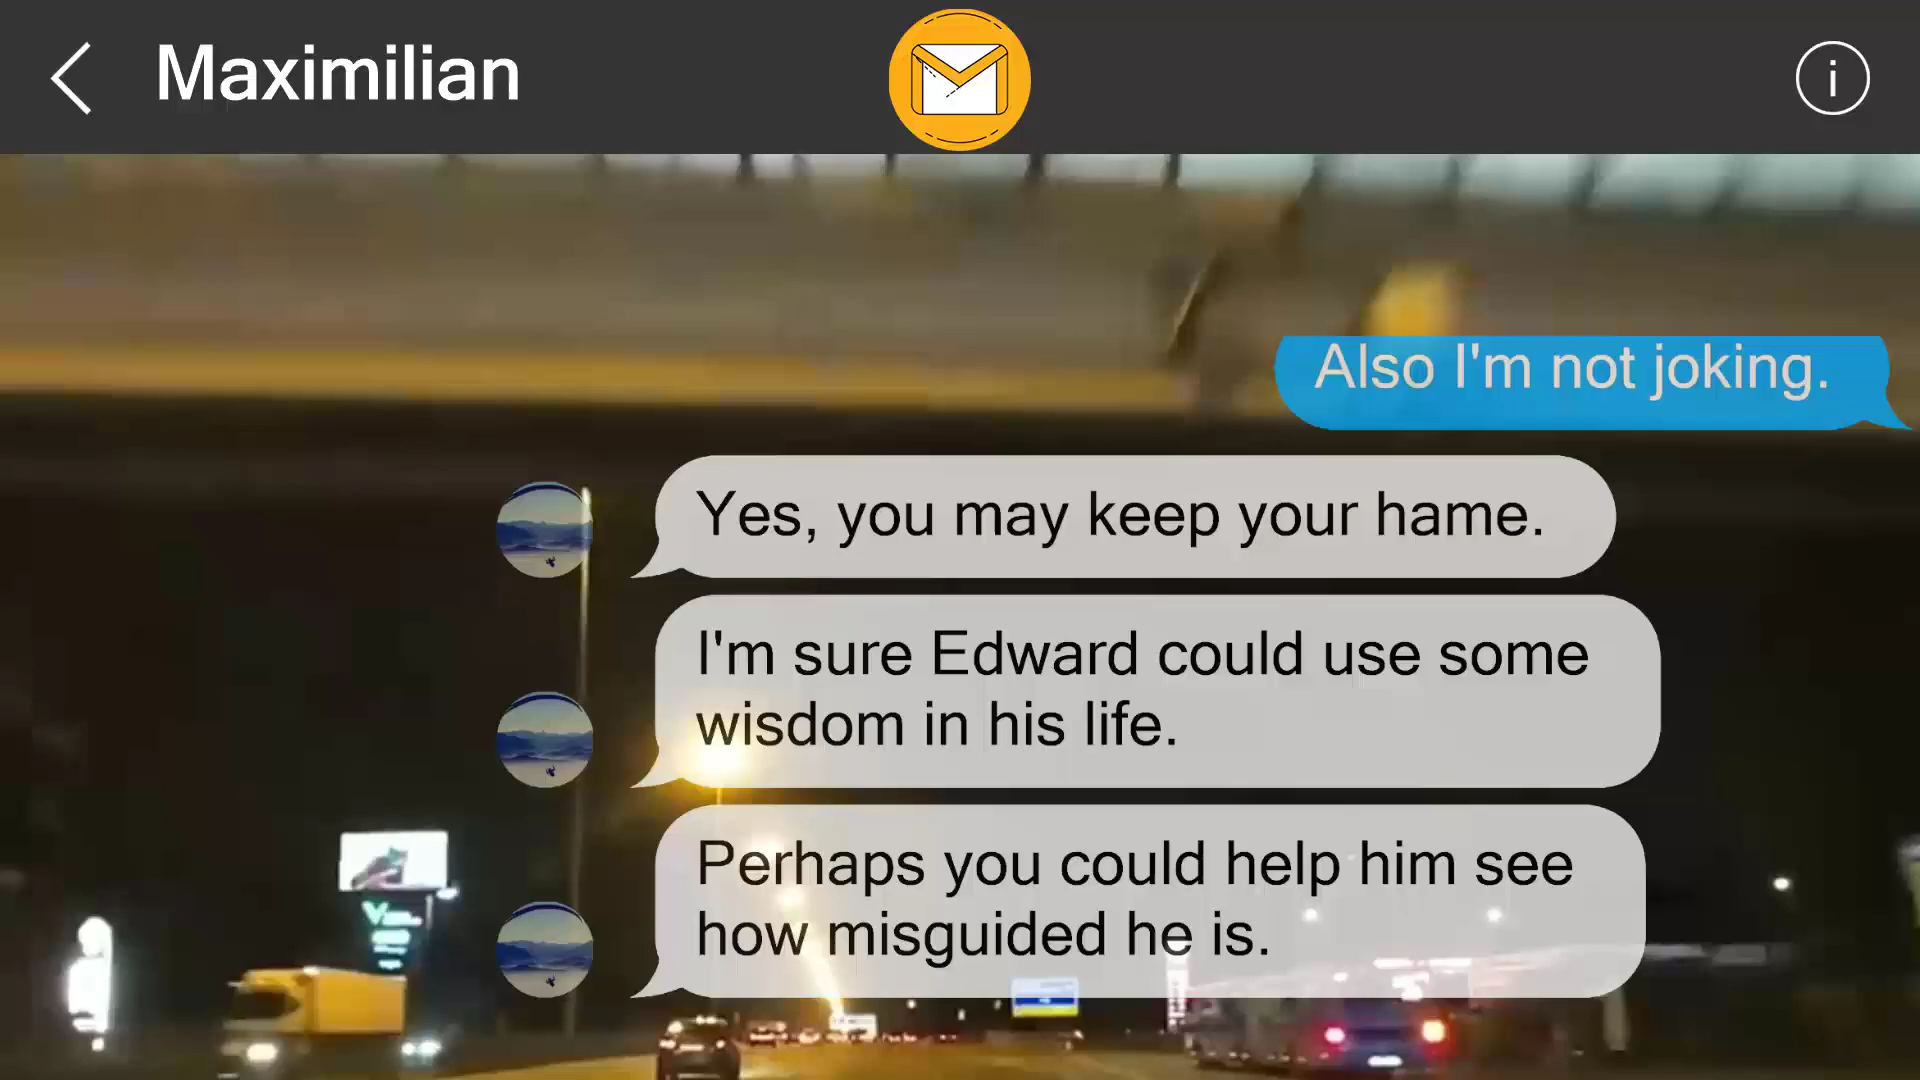 Maximilian
Also I'm not joking.
Yes, you may keep your hame.
I'm sure Edward could use some
wisdom in his life.
Perhaps you could help him see
how misguided he is.